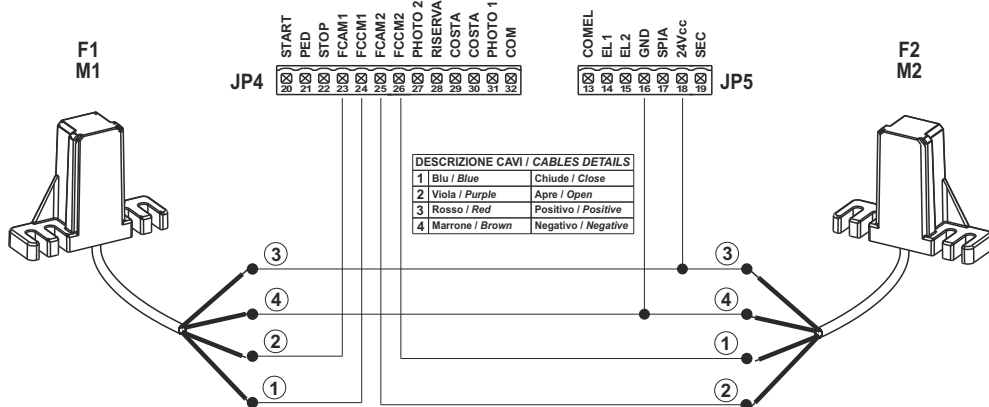 F1
M1
JP4
START
PED
STOP
FCAM1
FCCM1
FCAM2
FCCM2
PHOTO 2
RISERVA
COSTA
COSTA
PHOTO 1
COM
20 21 22 23 24 25 26 27 28 29 30 31 32
COMEL
EL1
EL2
GND
SPIA
24Vcc
SEC
13 14 15 16 17 18 19
JP5
F2
M2
DESCRIZIONE CAVI / CABLES DETAILS
1 Blu / Blue Chiude / Close
2 Viola / Purple Apre / Open
3 Rosso / Red Positivo / Positive
4 Marrone / Brown Negativo / Negative
3
4
2
1
3
4
1
2